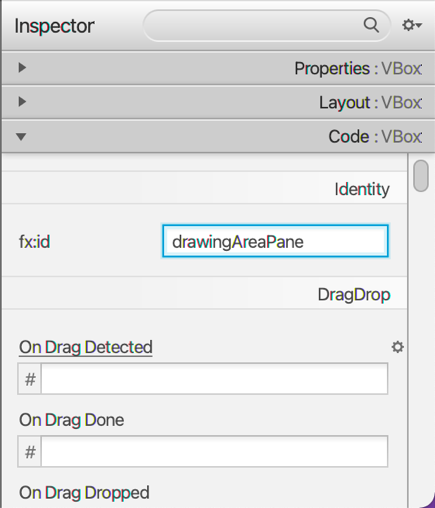 Inspector
Properties : VBox
Layout : VBox
Code : VBox
Identity
fx:id drawingAreaPane
DragDrop
On Drag Detected
#
On Drag Done
#
On Drag Dropped